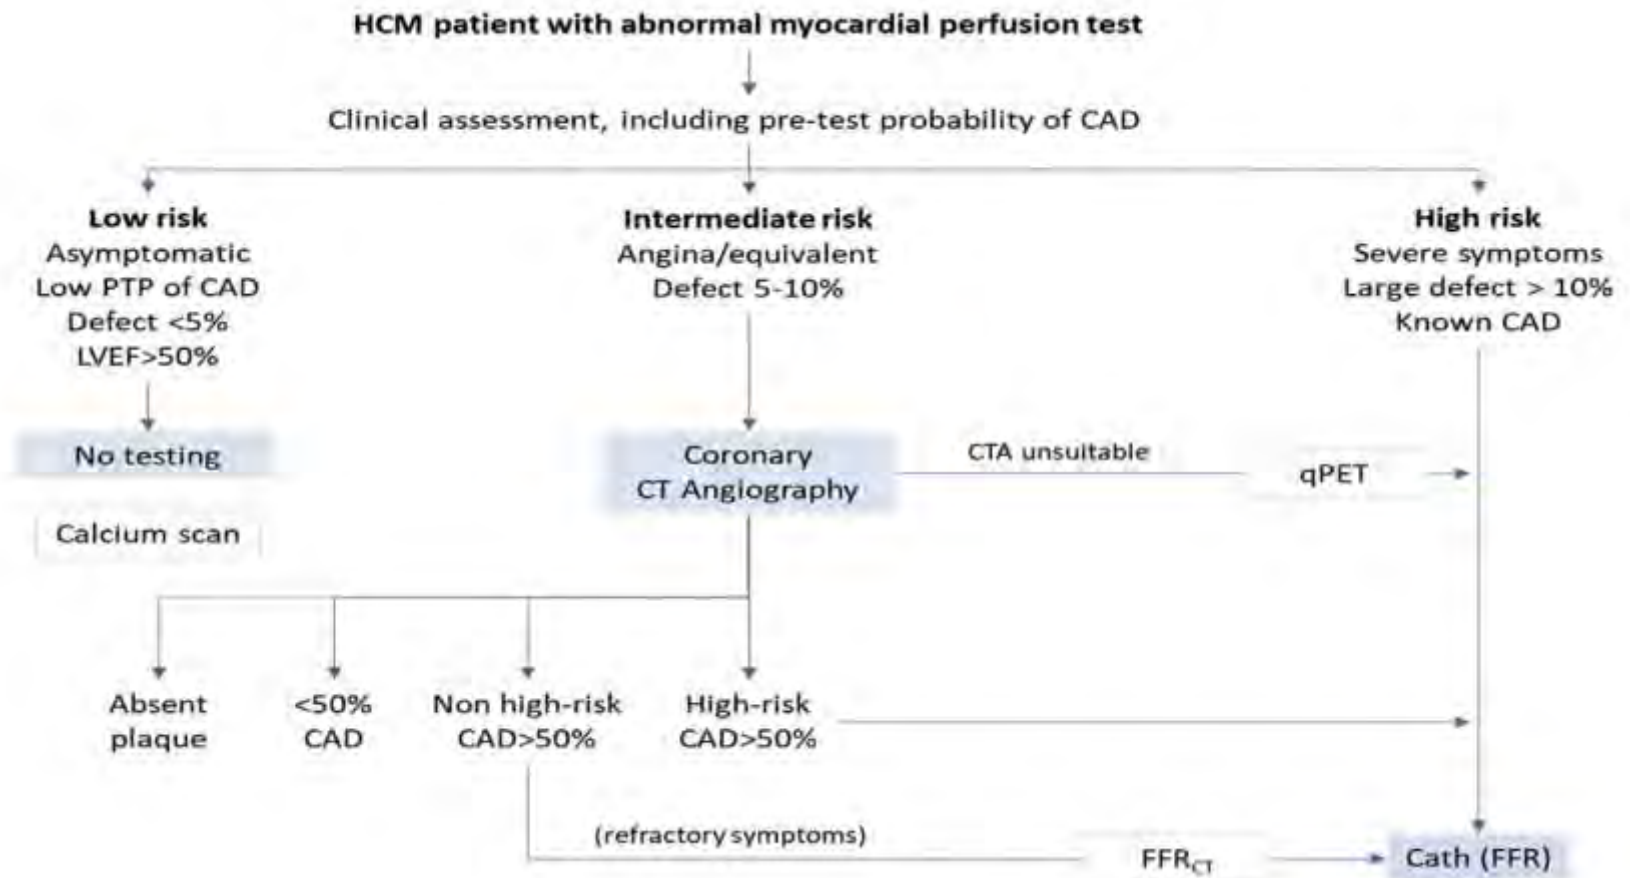 HCM patient with abnormal myocardial perfusion test
Clinical assessment, including pre-test probability of CAD
Low risk
Asymptomatic
Low PTP of CAD
Defect <5%
LVEF>50%
Intermediate risk
Angina/equivalent
Defect 5-10%
High risk
Severe symptoms
Large defect > 10%
Known CAD
No testing
Calcium scan
Coronary
CT Angiography
CTA unsuitable
qPET
Absent
plaque
<50%
CAD
Non high-risk
CAD>50%
High-risk
CAD>50%
(refractory symptoms)
FFRCT
Cath (FFR)